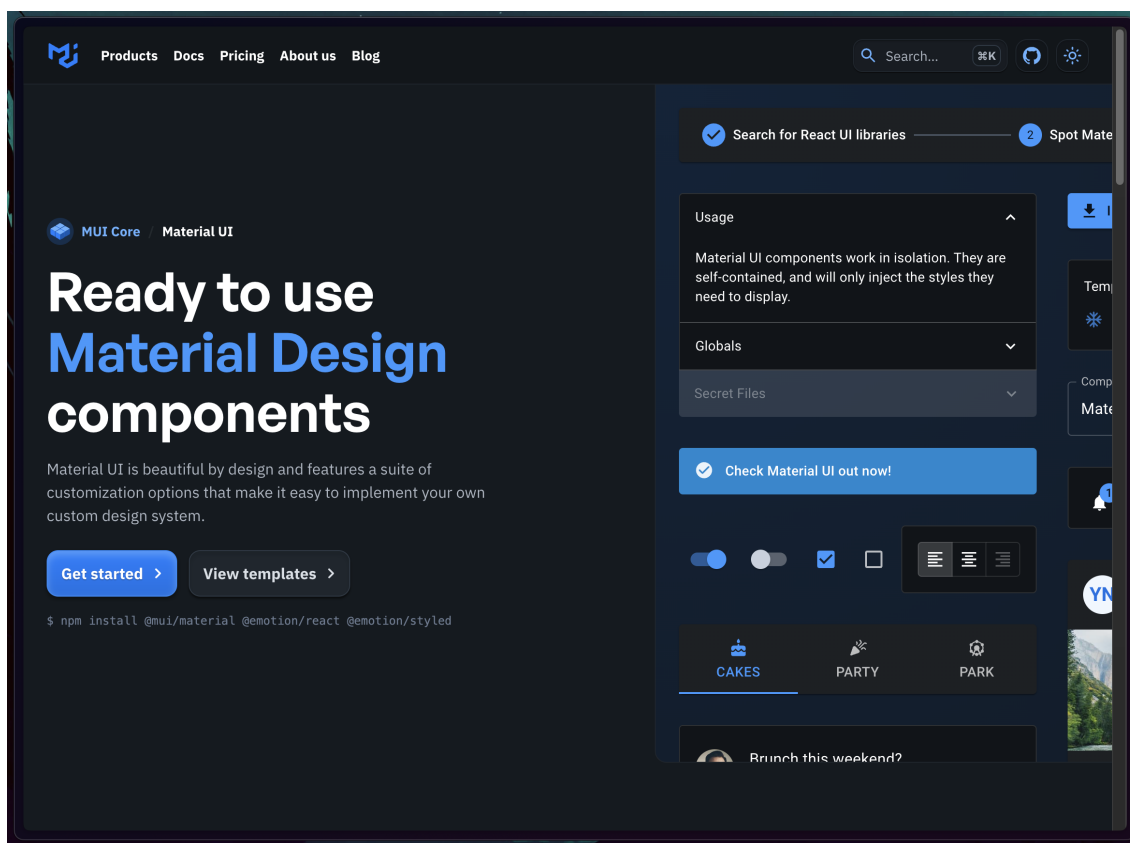 Products Docs Pricing About us Blog
Search... ⌘K
MUI Core / Material UI
Ready to use
Material Design
components
Material UI is beautiful by design and features a suite of
customization options that make it easy to implement your own
custom design system.
Get started
View templates
$ npm install @mui/material @emotion/react @emotion/styled
Search for React UI libraries
2 Spot Mate
Usage
Material UI components work in isolation. They are
self-contained, and will only inject the styles they
need to display.
Globals
Secret Files
Check Material UI out now!
CAKES PARTY PARK
Brunch this weekend?
Temp
Comp
Mate
1
YN